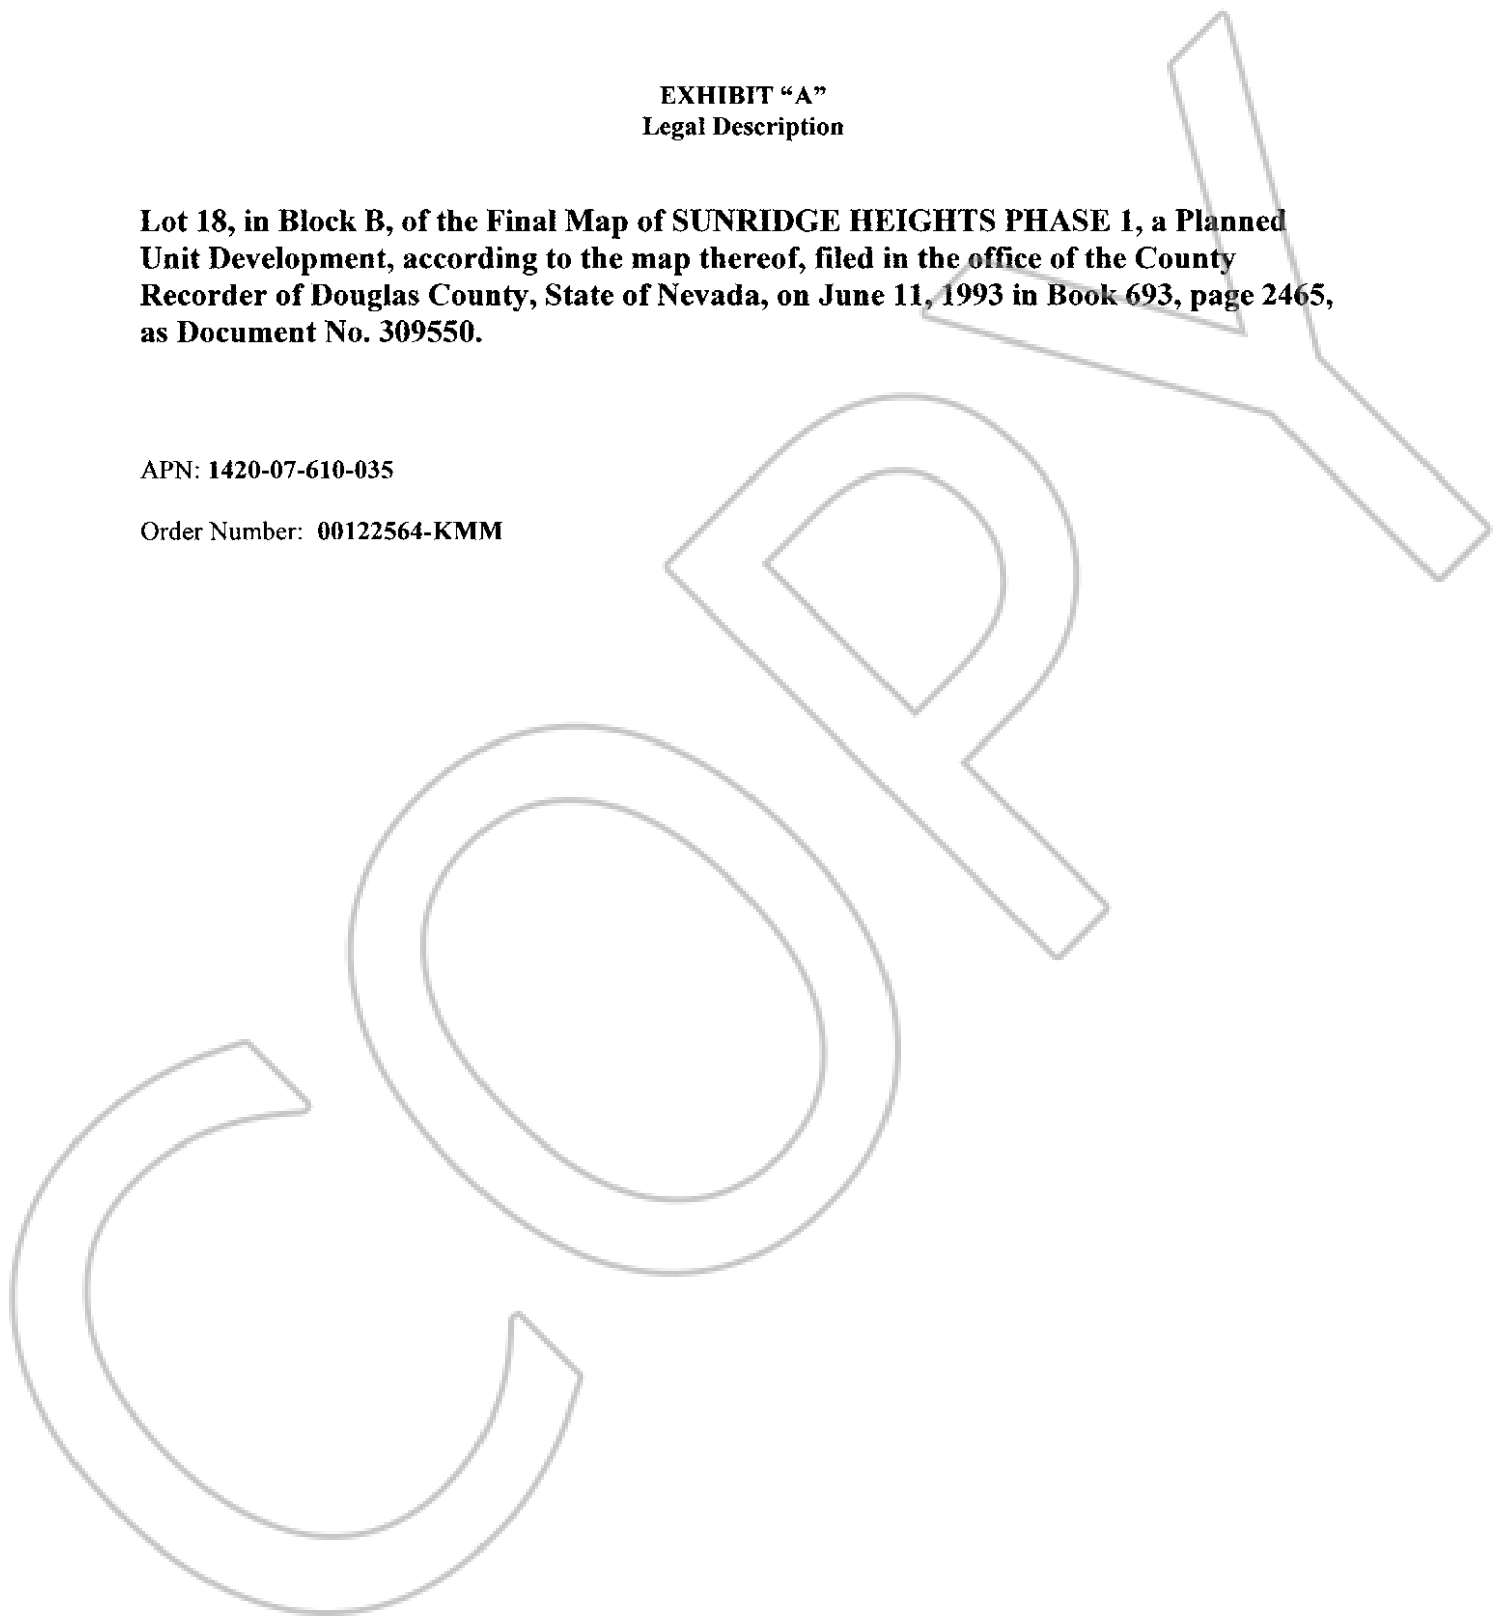 EXHIBIT “A”
Legal Description
Lot 18, in Block B, of the Final Map of SUNRIDGE HEIGHTS PHASE 1, a Planned
Unit Development, according to the map thereof, filed in the office of the County
Recorder of Douglas County, State of Nevada, on June 11, 1993 in Book 693, page 2465,
as Document No. 309550.
APN: 1420-07-610-035
Order Number: 00122564-KMM
COPY